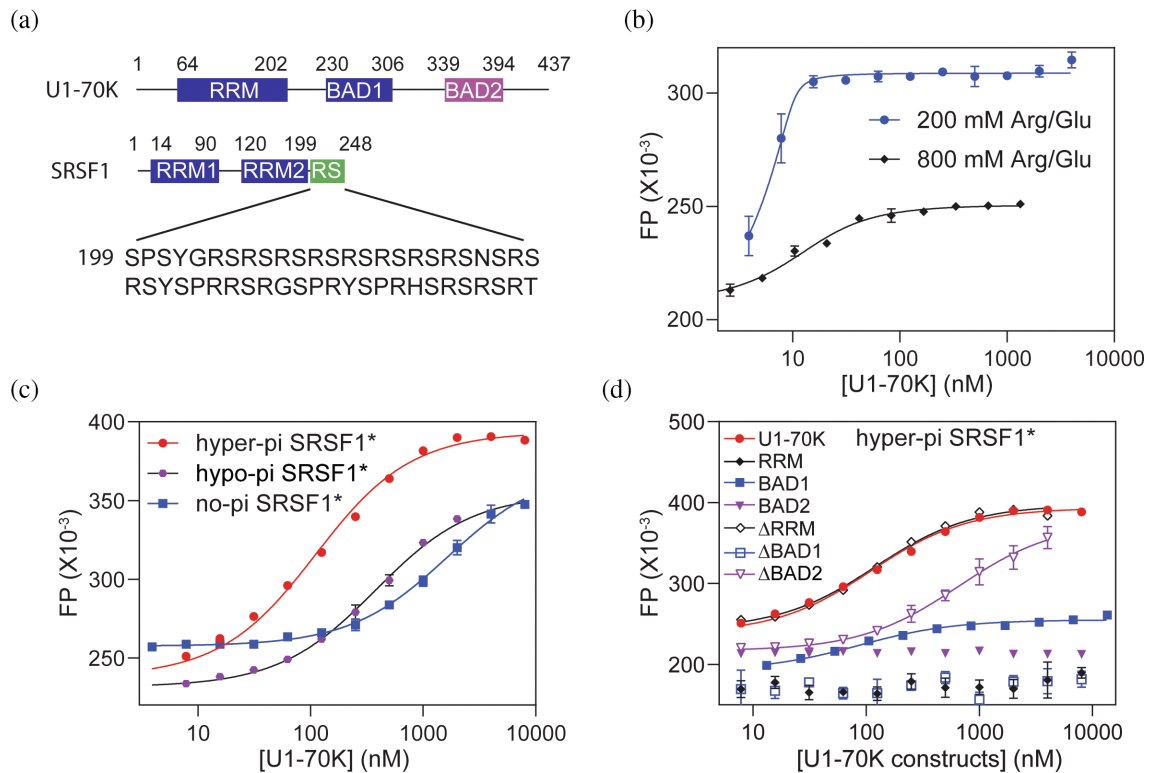 (a)
1 64 202 230 306 339 394 437
U1-70K RRM BAD1 BAD2
1 14 90 120 199 248
SRSF1 RRM1 RRM2 RS
199 SPSYGRSRSRSRSRSRSRSRSNSRS
RSYSPRRSRGSPRYSPRHSRSRSRT
(b)
FP (X10⁻³)
300
250
200
200 mM Arg/Glu
800 mM Arg/Glu
10 100 1000 10000
[U1-70K] (nM)
(c)
FP (X10⁻³)
400
350
300
250
hyper-pi SRSF1*
hypo-pi SRSF1*
no-pi SRSF1*
10 100 1000 10000
[U1-70K] (nM)
(d)
FP (X10⁻³)
500
400
300
200
hyper-pi SRSF1*
U1-70K
RRM
BAD1
BAD2
ΔRRM
ΔBAD1
ΔBAD2
10 100 1000 10000
[U1-70K constructs] (nM)